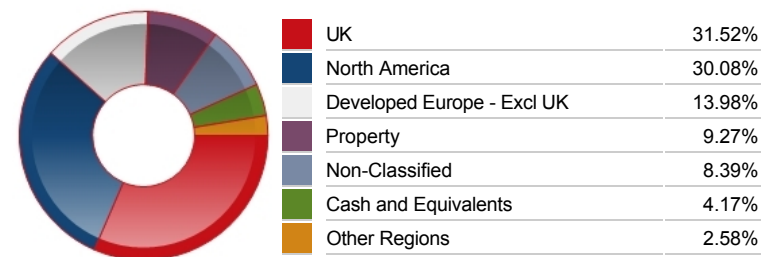 UK 31.52%
North America 30.08%
Developed Europe - Excl UK 13.98%
Property 9.27%
Non-Classified 8.39%
Cash and Equivalents 4.17%
Other Regions 2.58%